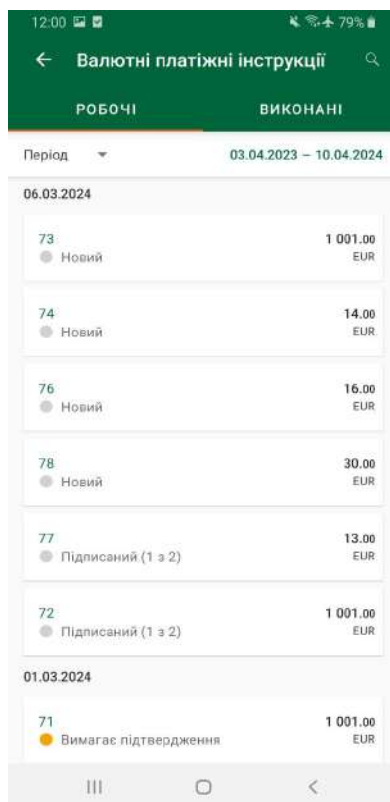 12:00 79%
Валютні платіжні інструкції
РОБОЧІ ВИКОНАНІ
Період 03.04.2023 – 10.04.2024
06.03.2024
73 1 001.00
Новий EUR
74 14.00
Новий EUR
76 16.00
Новий EUR
78 30.00
Новий EUR
77 13.00
Підписаний (1 з 2) EUR
72 1 001.00
Підписаний (1 з 2) EUR
01.03.2024
71 1 001.00
Вимагає підтвердження EUR